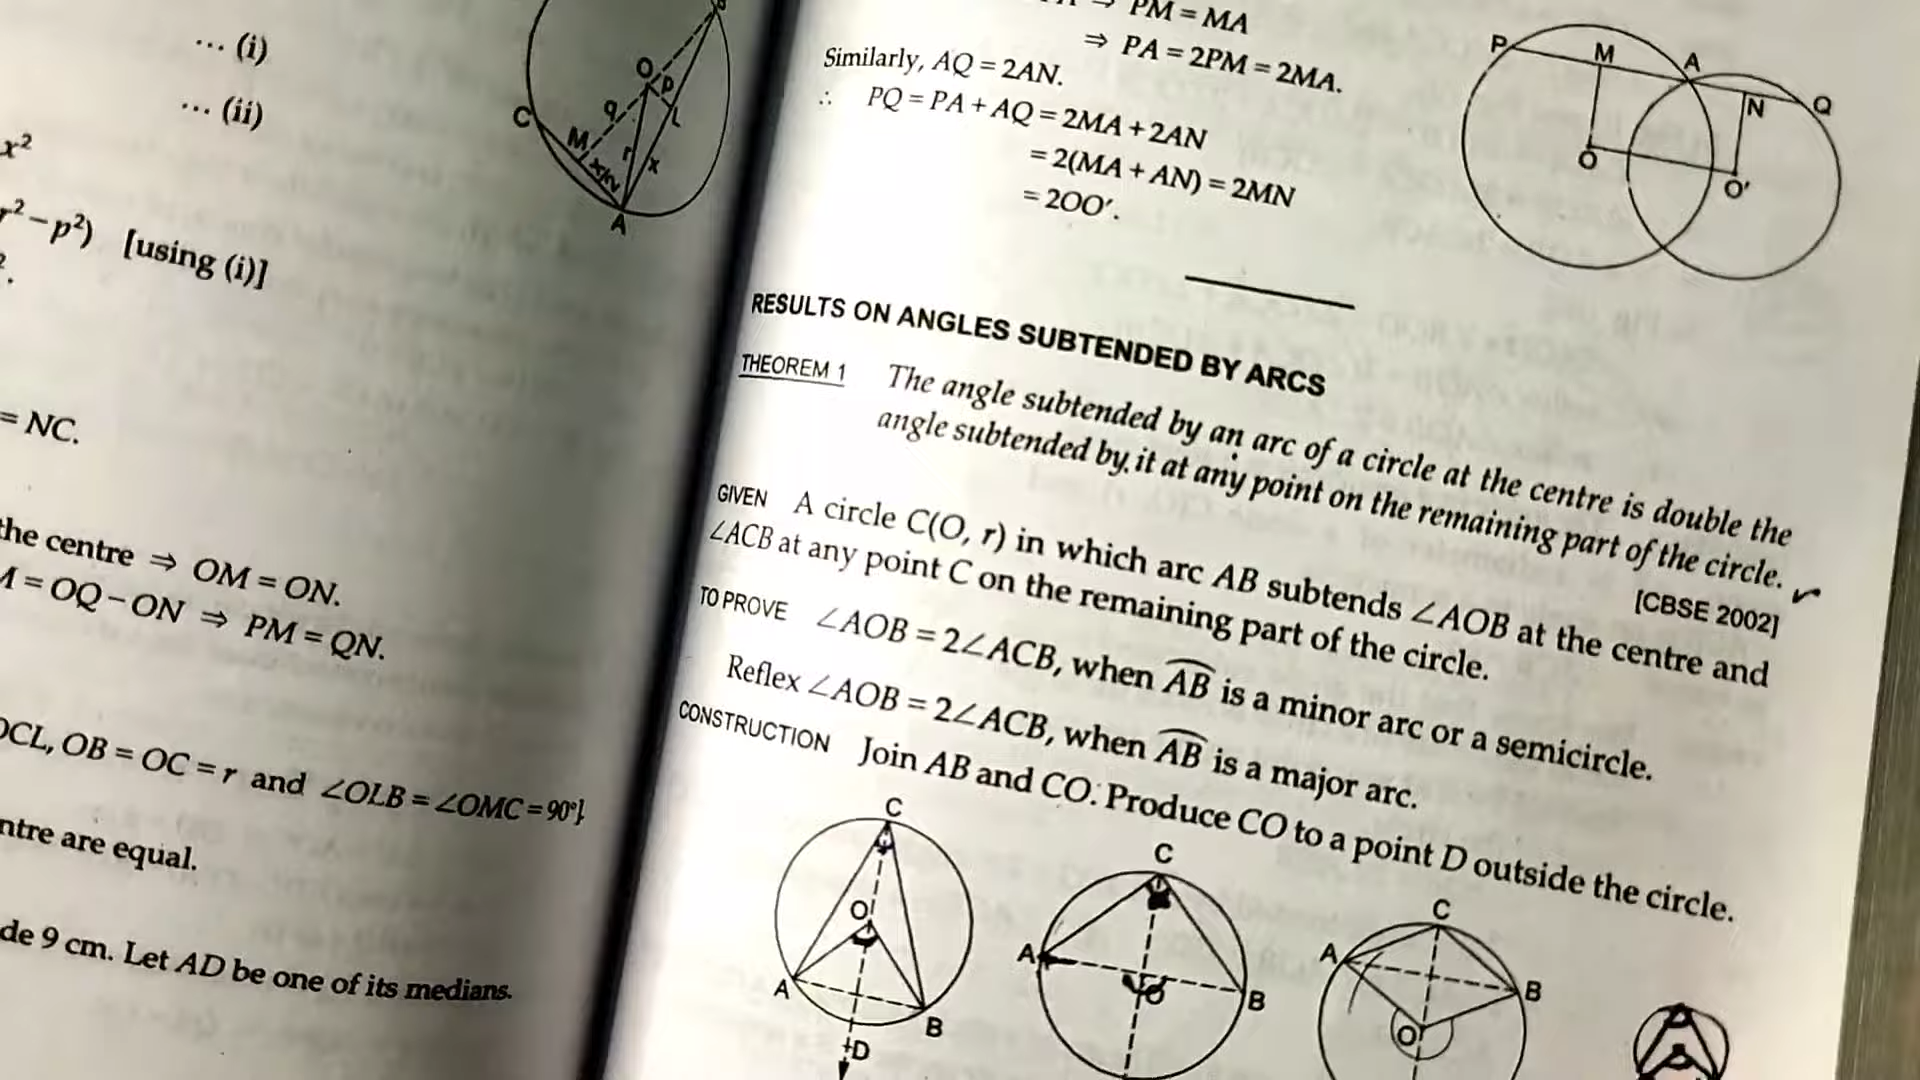 ... (i)
... (ii)
x²
r² – p²) [using (i)]
= NC.
the centre ⇒ OM = ON.
M = OQ – ON ⇒ PM = QN.
OCL, OB = OC = r and ∠OLB = ∠OMC = 90°}
ntre are equal.
de 9 cm. Let AD be one of its medians.
O
p
q
L
C
M
r
x
A
⇒ PM = MA
⇒ PA = 2PM = 2MA.
Similarly, AQ = 2AN.
∴ PQ = PA + AQ = 2MA + 2AN
= 2(MA + AN) = 2MN
= 2OO′.
P
M
A
N
Q
O
O'
RESULTS ON ANGLES SUBTENDED BY ARCS
THEOREM 1 The angle subtended by an arc of a circle at the centre is double the
angle subtended by it at any point on the remaining part of the circle.
[CBSE 2002]
GIVEN A circle C(O, r) in which arc AB subtends ∠AOB at the centre and
∠ACB at any point C on the remaining part of the circle.
TO PROVE ∠AOB = 2∠ACB, when AB is a minor arc or a semicircle.
Reflex ∠AOB = 2∠ACB, when AB is a major arc.
CONSTRUCTION Join AB and CO. Produce CO to a point D outside the circle.
C
O
A
B
D
C
A
O
B
C
A
B
O